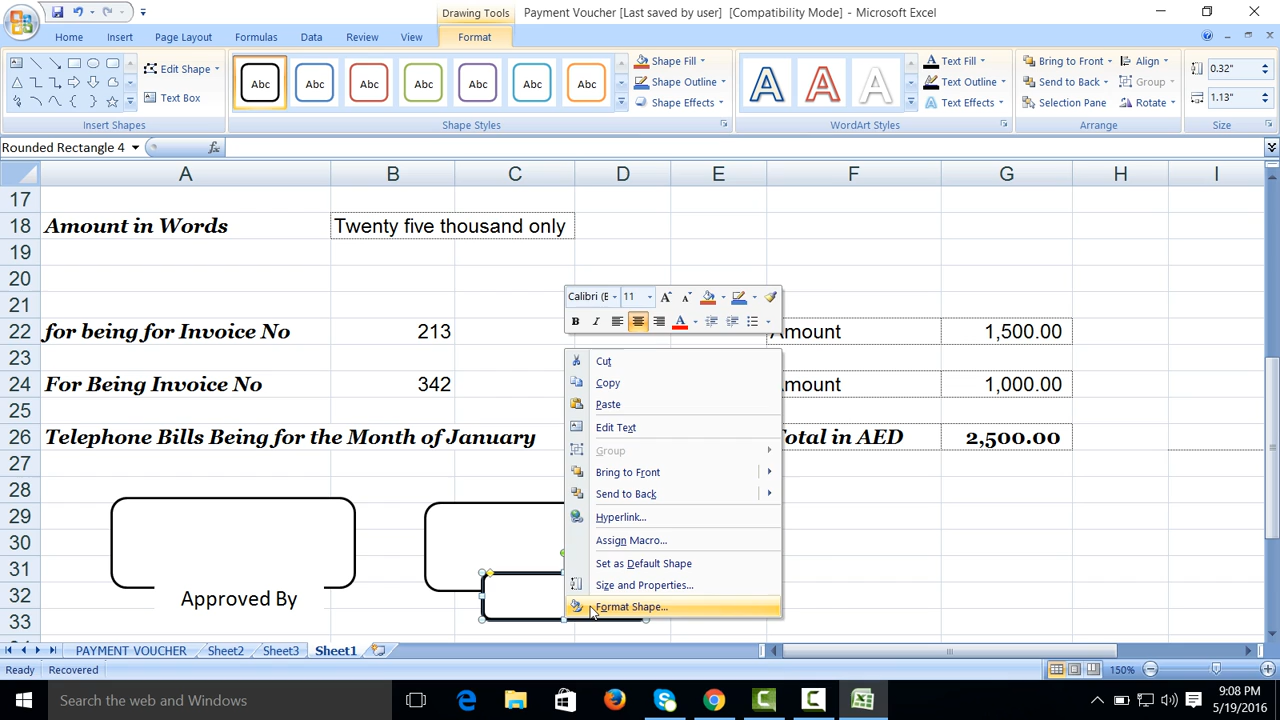 Payment Voucher [Last saved by user]  [Compatibility Mode] - Microsoft Excel
Drawing Tools
Home Insert Page Layout Formulas Data Review View Format
Edit Shape
Text Box
Insert Shapes
Abc Abc Abc Abc Abc Abc Abc
Shape Fill
Shape Outline
Shape Effects
Shape Styles
A A A
Text Fill
Text Outline
Text Effects
WordArt Styles
Bring to Front
Send to Back
Selection Pane
Align
Group
Rotate
Arrange
0.32"
1.13"
Size
Rounded Rectangle 4
fx
A B C D E F G H I
17
18 Amount in Words Twenty five thousand only
19
20
21
22 for being for Invoice No 213 Amount 1,500.00
23
24 For Being Invoice No 342 Amount 1,000.00
25
26 Telephone Bills Being for the Month of January Total in AED 2,500.00
27
28
29
30
31
32 Approved By
33
Calibri (E 11
B I A
Cut
Copy
Paste
Edit Text
Group
Bring to Front
Send to Back
Hyperlink...
Assign Macro...
Set as Default Shape
Size and Properties...
Format Shape...
PAYMENT VOUCHER Sheet2 Sheet3 Sheet1
Ready Recovered 150%
Search the web and Windows
9:08 PM
5/19/2016